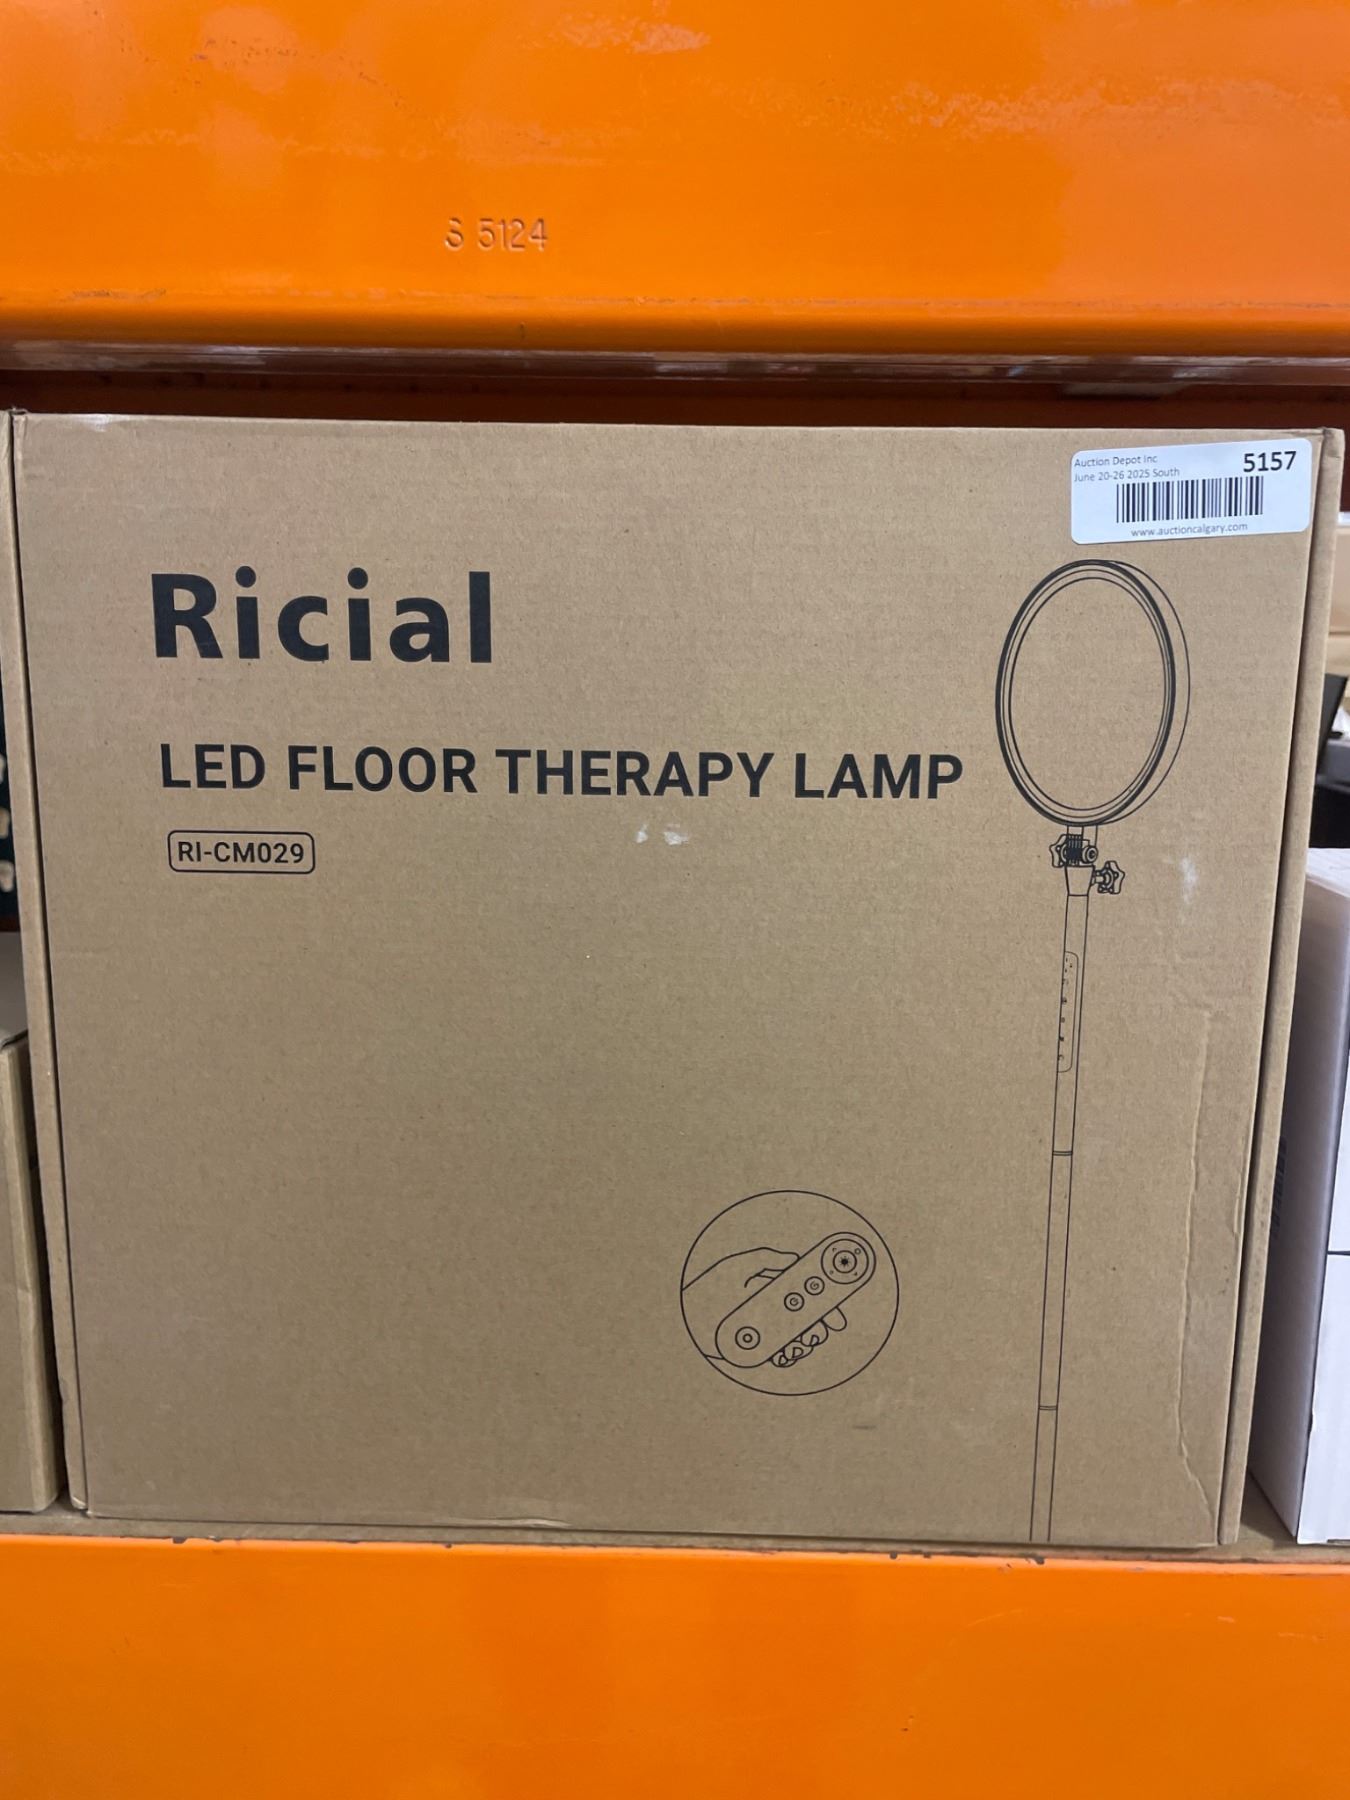 S 5124
Auction Depot Inc 5157
June 20-26 2025 South
www.auctioncalgary.com
Ricial
LED FLOOR THERAPY LAMP
RI-CM029